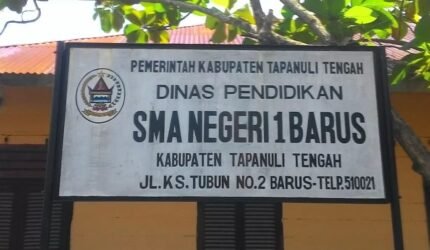 PEMERINTAH KABUPATEN TAPANULI TENGAH
DINAS PENDIDIKAN
SMA NEGERI 1 BARUS
KABUPATEN TAPANULI TENGAH
JL.KS.TUBUN NO.2 BARUS-TELP.510021